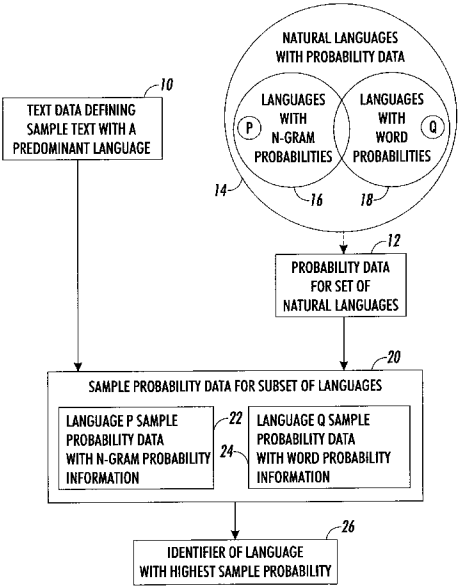 NATURAL LANGUAGES
WITH PROBABILITY DATA
10
TEXT DATA DEFINING
SAMPLE TEXT WITH A
PREDOMINANT LANGUAGE
LANGUAGES
WITH
N-GRAM
PROBABILITIES
P
LANGUAGES
WITH
WORD
PROBABILITIES
Q
14
16
18
12
PROBABILITY DATA
FOR SET OF
NATURAL LANGUAGES
20
SAMPLE PROBABILITY DATA FOR SUBSET OF LANGUAGES
LANGUAGE P SAMPLE
PROBABILITY DATA
WITH N-GRAM PROBABILITY
INFORMATION
22
24
LANGUAGE Q SAMPLE
PROBABILITY DATA
WITH WORD PROBABILITY
INFORMATION
26
IDENTIFIER OF LANGUAGE
WITH HIGHEST SAMPLE PROBABILITY